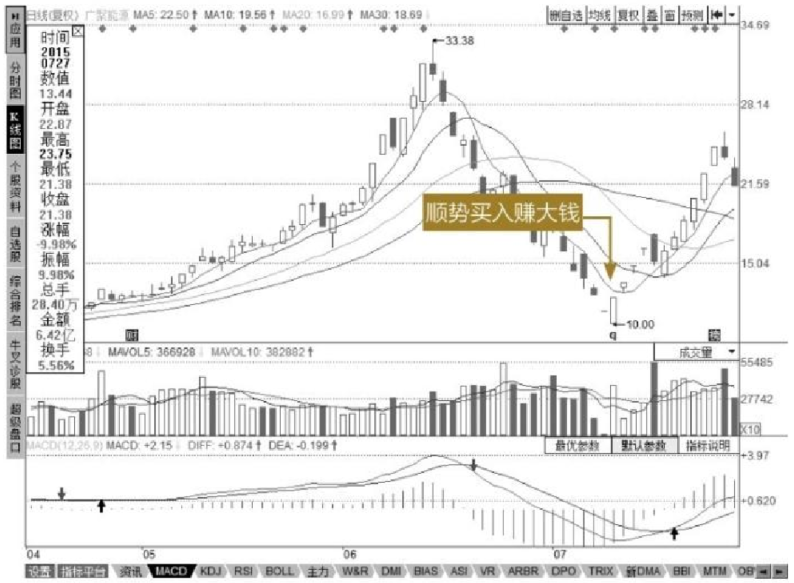 日线(复权) 广聚能源 MA5: 22.50↑ MA10: 19.56↑ MA20: 16.99↑ MA30: 18.69↓
删自选 均线 复权 叠 窗 预测
应用
分时图
K线图
个股资料
自选股
综合排名
牛叉诊股
超级盘口
时间
2015
0727
数值
13.44
开盘
22.87
最高
23.75
最低
21.38
收盘
21.38
涨幅
-9.98%
振幅
9.98%
总手
28.40万
金额
6.42亿
换手
5.56%
34.69
28.14
21.59
15.04
33.38
顺势买入赚大钱
10.00
q
财
MAVOL5: 366928↓ MAVOL10: 382882↑
成交量
55485
27742
X10
MACD(12,26,9) MACD: +2.15↓ DIFF: +0.874↑ DEA: -0.199↑
最优参数 默认参数 指标说明
+3.97
+0.620
04 05 06 07
设置 指标平台 资讯 MACD KDJ RSI BOLL 主力 W&R DMI BIAS ASI VR ARBR DPO TRIX 新DMA BBI MTM OB